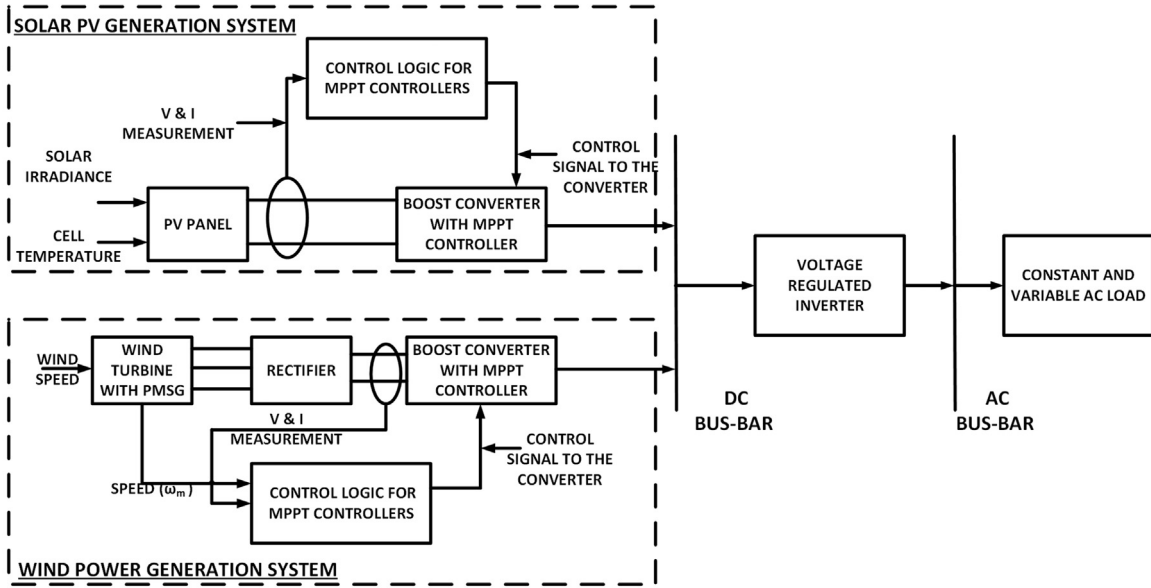 SOLAR PV GENERATION SYSTEM
CONTROL LOGIC FOR
MPPT CONTROLLERS
V & I
MEASUREMENT
CONTROL
SIGNAL TO THE
CONVERTER
SOLAR
IRRADIANCE
CELL
TEMPERATURE
PV PANEL
BOOST CONVERTER
WITH MPPT
CONTROLLER
VOLTAGE
REGULATED
INVERTER
CONSTANT AND
VARIABLE AC LOAD
DC
BUS-BAR
AC
BUS-BAR
WIND
SPEED
WIND
TURBINE
WITH PMSG
RECTIFIER
BOOST CONVERTER
WITH MPPT
CONTROLLER
V & I
MEASUREMENT
CONTROL
SIGNAL TO THE
CONVERTER
SPEED (ωm )
CONTROL LOGIC FOR
MPPT CONTROLLERS
WIND POWER GENERATION SYSTEM